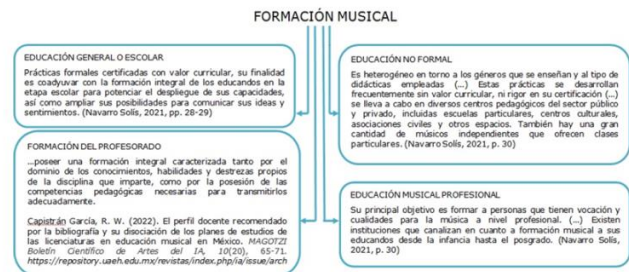 FORMACIÓN MUSICAL
EDUCACIÓN GENERAL O ESCOLAR
Prácticas formales certificadas con valor curricular, su finalidad
es coadyuvar con la formación integral de los educandos en la
etapa escolar para potenciar el despliegue de sus capacidades,
así como ampliar sus posibilidades para comunicar sus ideas y
sentimientos. (Navarro Solís, 2021, pp. 28-29)
FORMACIÓN DEL PROFESORADO
...poseer una formación integral caracterizada tanto por el
dominio de los conocimientos, habilidades y destrezas propios
de la disciplina que imparte, como por la posesión de las
competencias pedagógicas necesarias para transmitirlos
adecuadamente.
Capistrán García, R. W. (2022). El perfil docente recomendado
por la bibliografía y su disociación de los planes de estudios de
las licenciaturas en educación musical en México. MAGOTZI
Boletín Científico de Artes del IA, 10(20), 65-71.
https://repository.uaeh.edu.mx/revistas/index.php/ia/issue/arch
EDUCACIÓN NO FORMAL
Es heterogéneo en torno a los géneros que se enseñan y al tipo de
didácticas empleadas (...) Estas prácticas se desarrollan
frecuentemente sin valor curricular, ni rigor en su certificación (...)
se lleva a cabo en diversos centros pedagógicos del sector público
y privado, incluidas escuelas particulares, centros culturales,
asociaciones civiles y otros espacios. También hay una gran
cantidad de músicos independientes que ofrecen clases
particulares. (Navarro Solís, 2021, p. 30)
EDUCACIÓN MUSICAL PROFESIONAL
Su principal objetivo es formar a personas que tienen vocación y
cualidades para la música a nivel profesional. (...) Existen
instituciones que canalizan en cuanto a formación musical a sus
educandos desde la infancia hasta el posgrado. (Navarro Solís,
2021, p. 30)